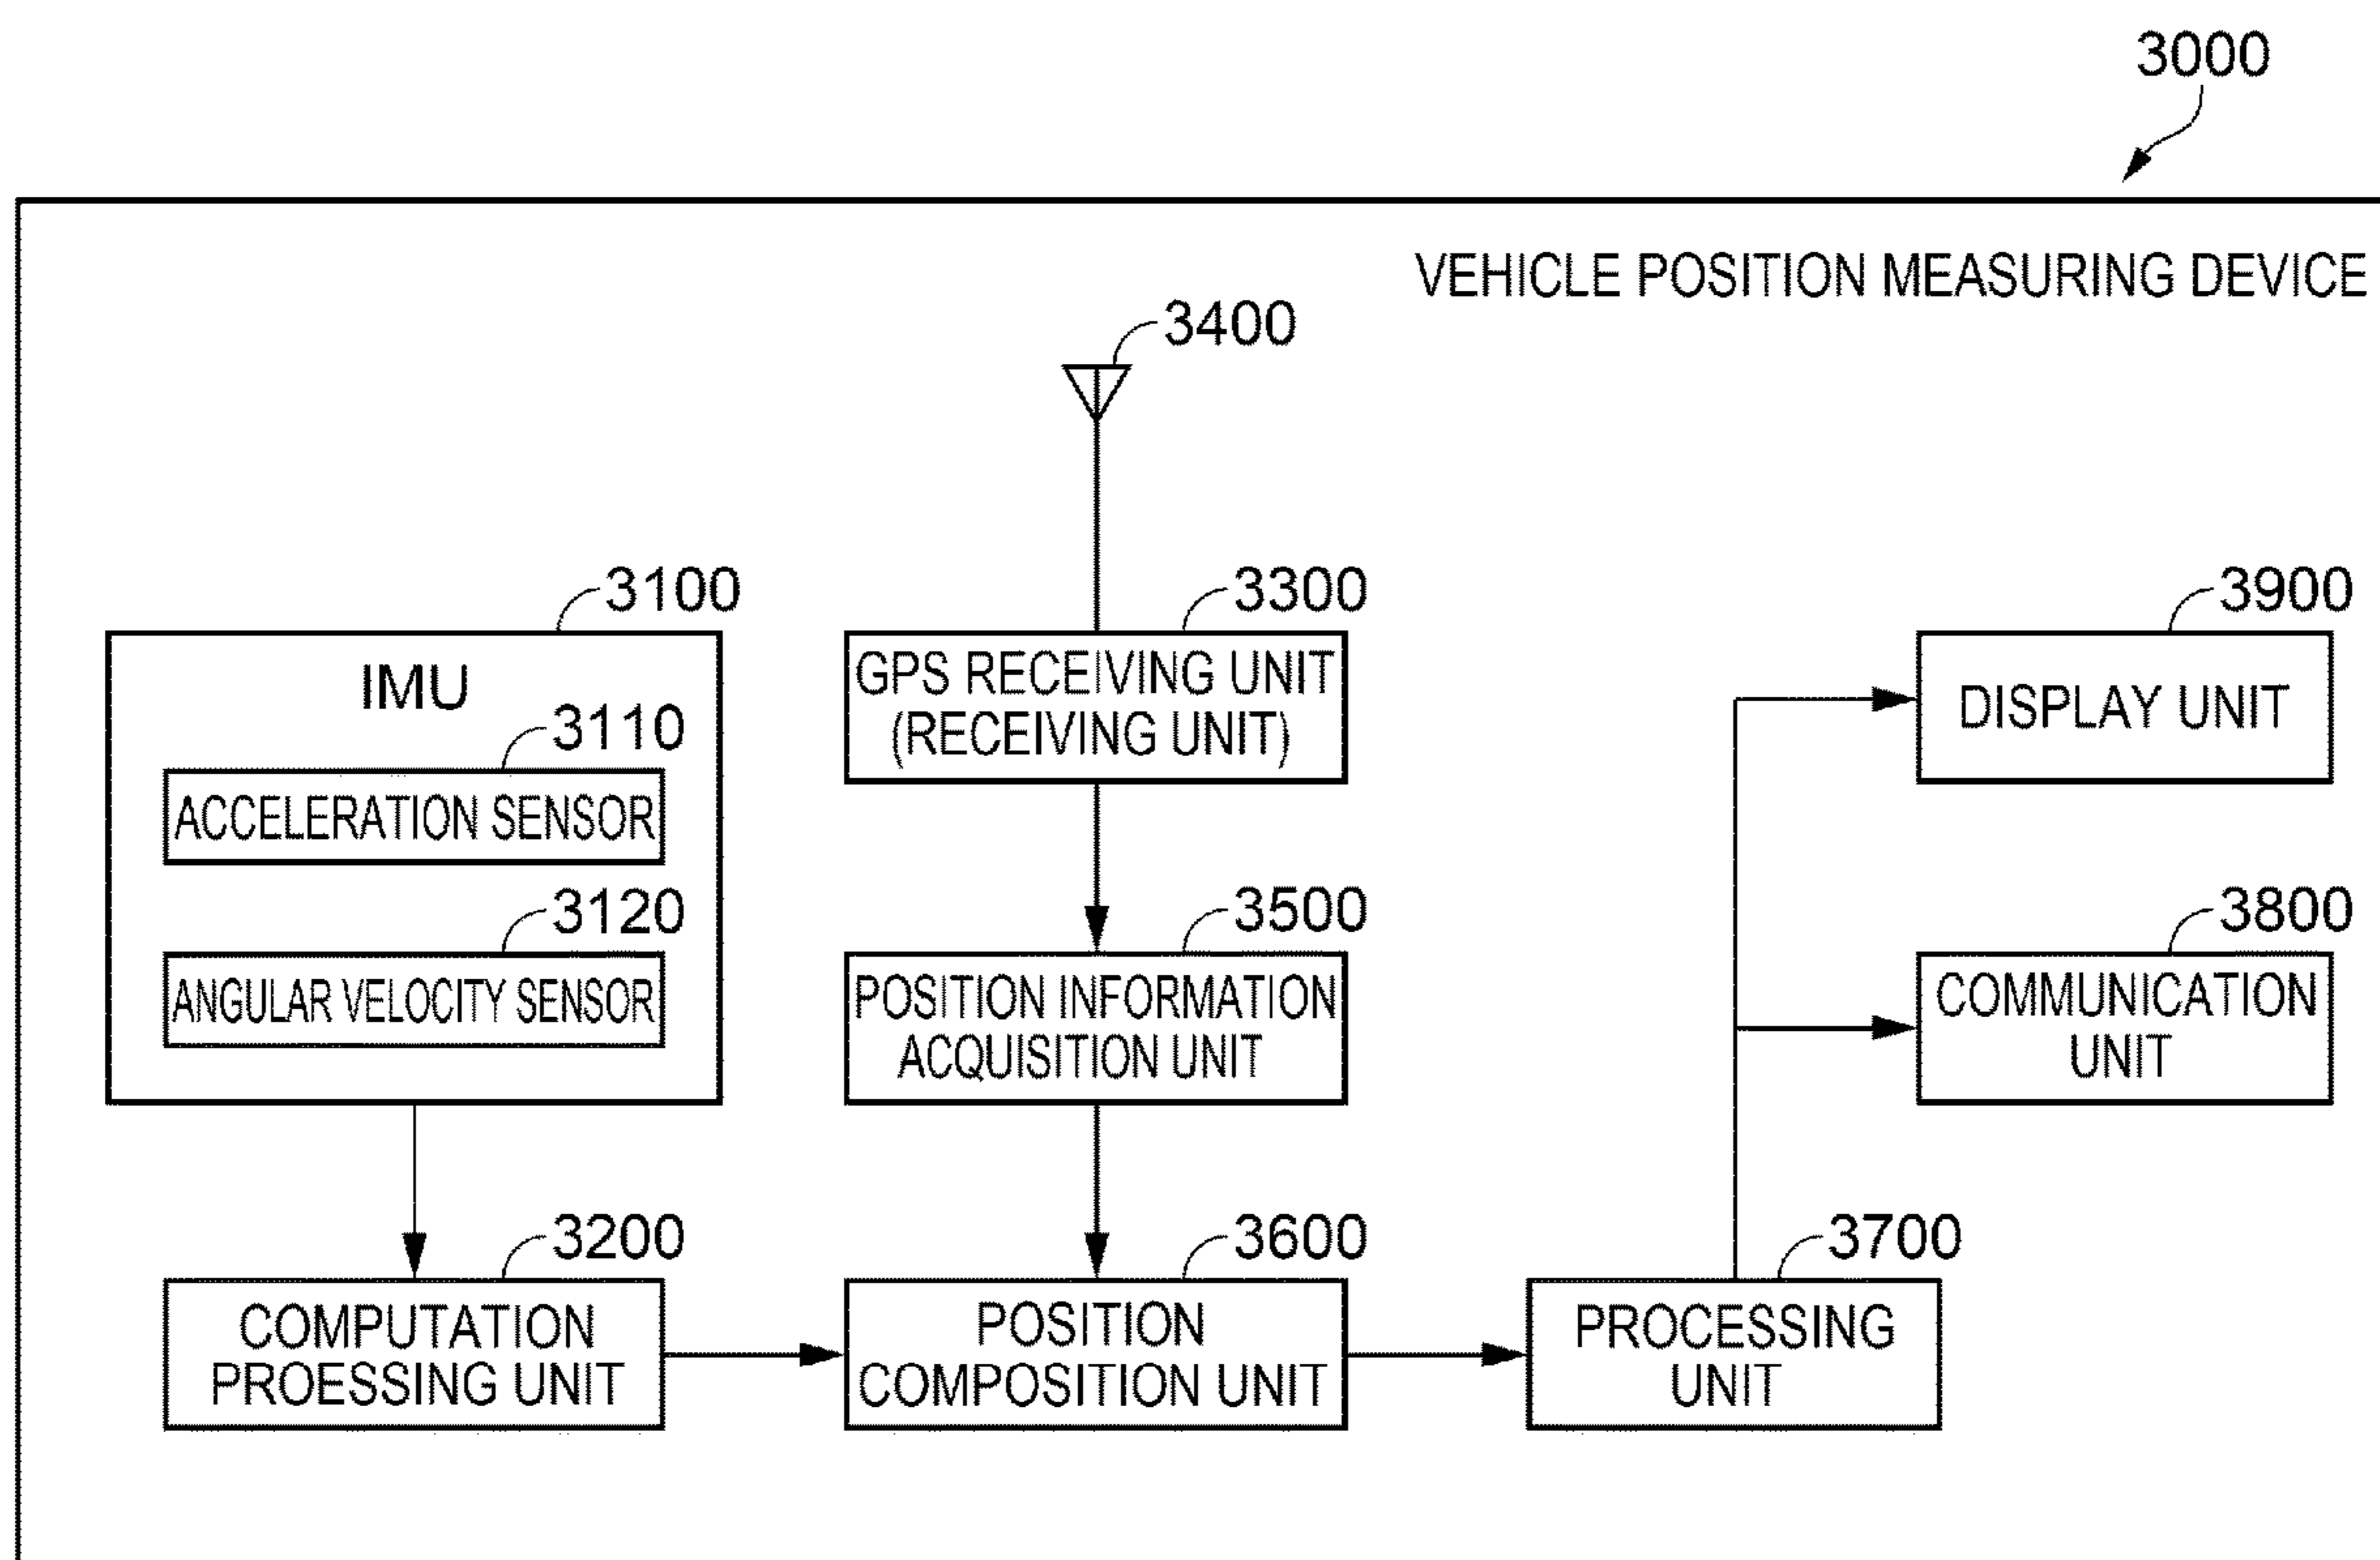 3000
VEHICLE POSITION MEASURING DEVICE
3400
3100
IMU
3110
ACCELERATION SENSOR
3120
ANGULAR VELOCITY SENSOR
3200
COMPUTATION
PROESSING UNIT
3300
GPS RECEIVING UNIT
(RECEIVING UNIT)
3500
POSITION INFORMATION
ACQUISITION UNIT
3600
POSITION
COMPOSITION UNIT
3700
PROCESSING
UNIT
3900
DISPLAY UNIT
3800
COMMUNICATION
UNIT